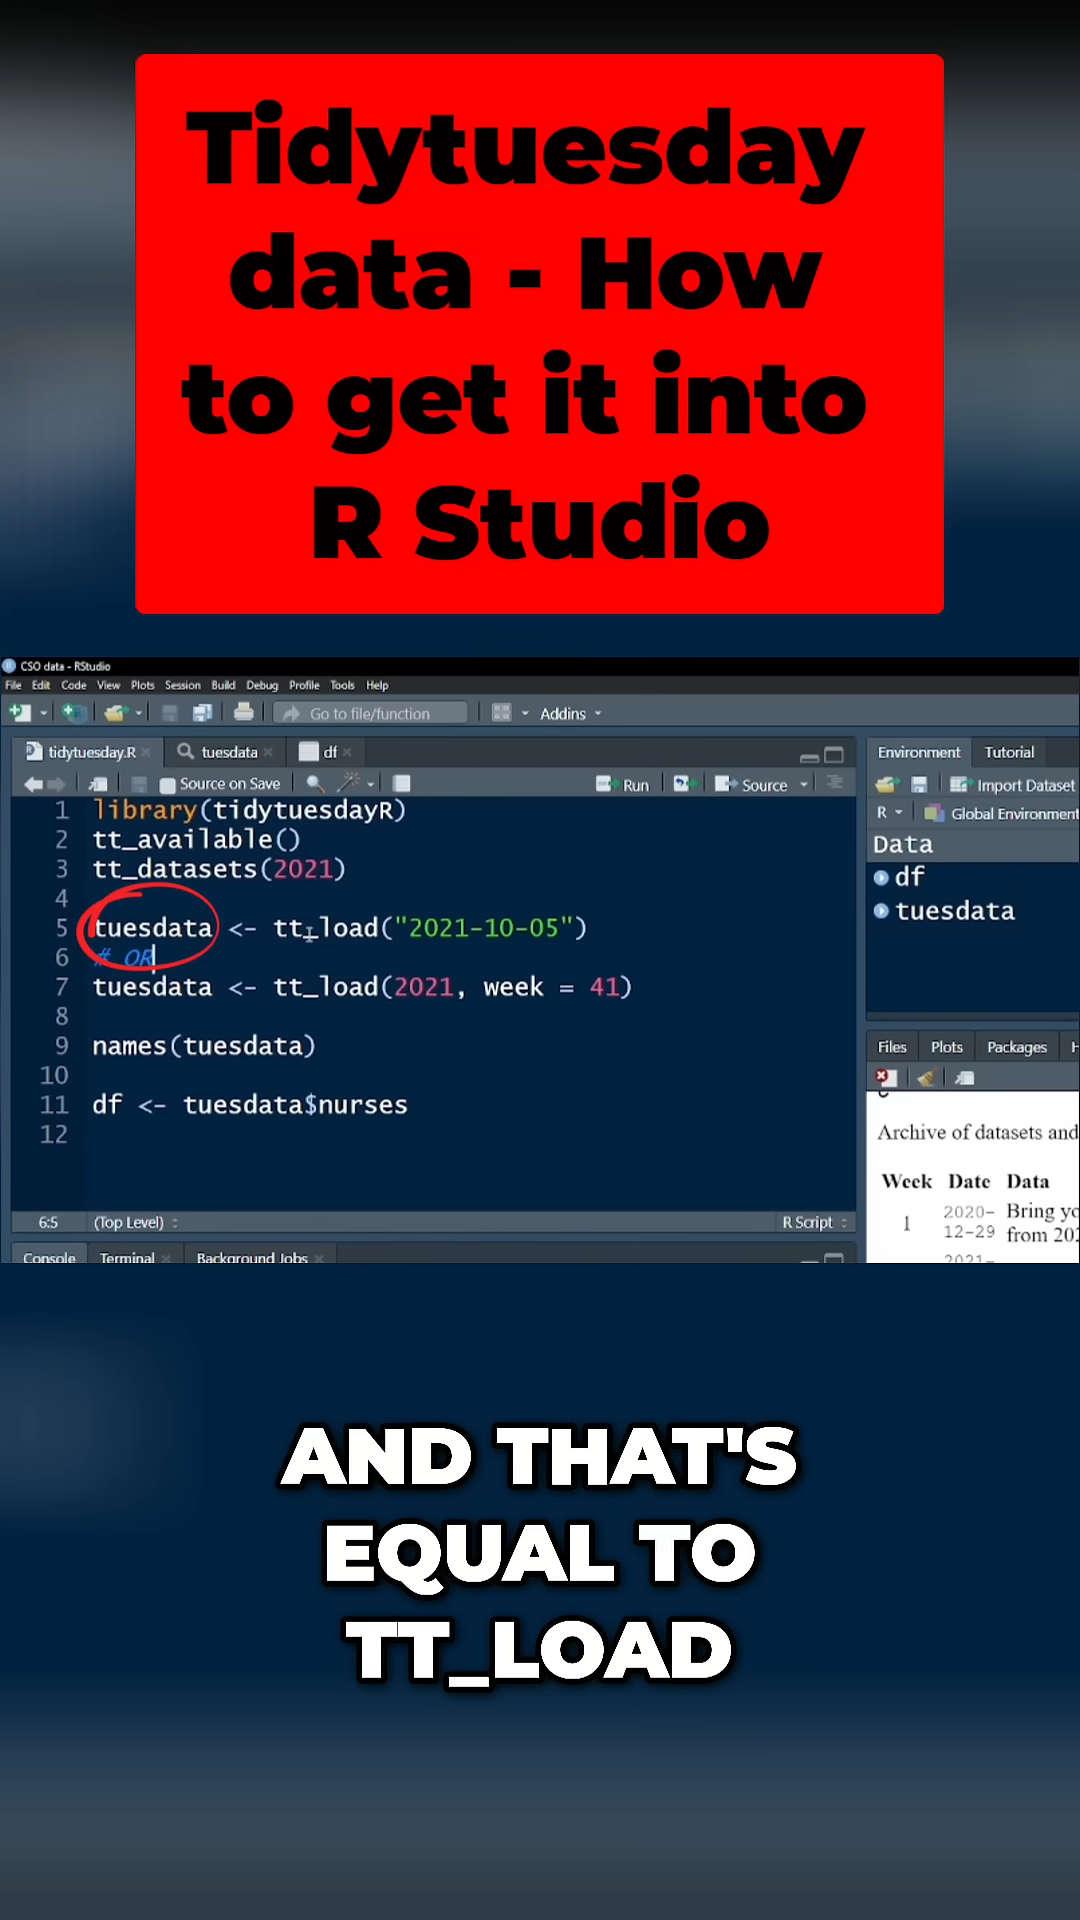 Tidytuesday
data - How
to get it into
R Studio
CSO data - RStudio
File Edit Code View Plots Session Build Debug Profile Tools Help
Go to file/function Addins
tidytuesday.R tuesdata df
Source on Save Run Source
1 library(tidytuesdayR)
2 tt_available()
3 tt_datasets(2021)
4
5 tuesdata <- tt_load("2021-10-05")
6 # OR
7 tuesdata <- tt_load(2021, week = 41)
8
9 names(tuesdata)
10
11 df <- tuesdata$nurses
12
6:5 (Top Level) R Script
Console Terminal Background Jobs
Environment Tutorial
Import Dataset
R Global Environment
Data
df
tuesdata
Files Plots Packages H
Archive of datasets and
Week Date Data
1 2020-12-29 Bring yo
from 202
2021-
AND THAT'S
EQUAL TO
TT_LOAD